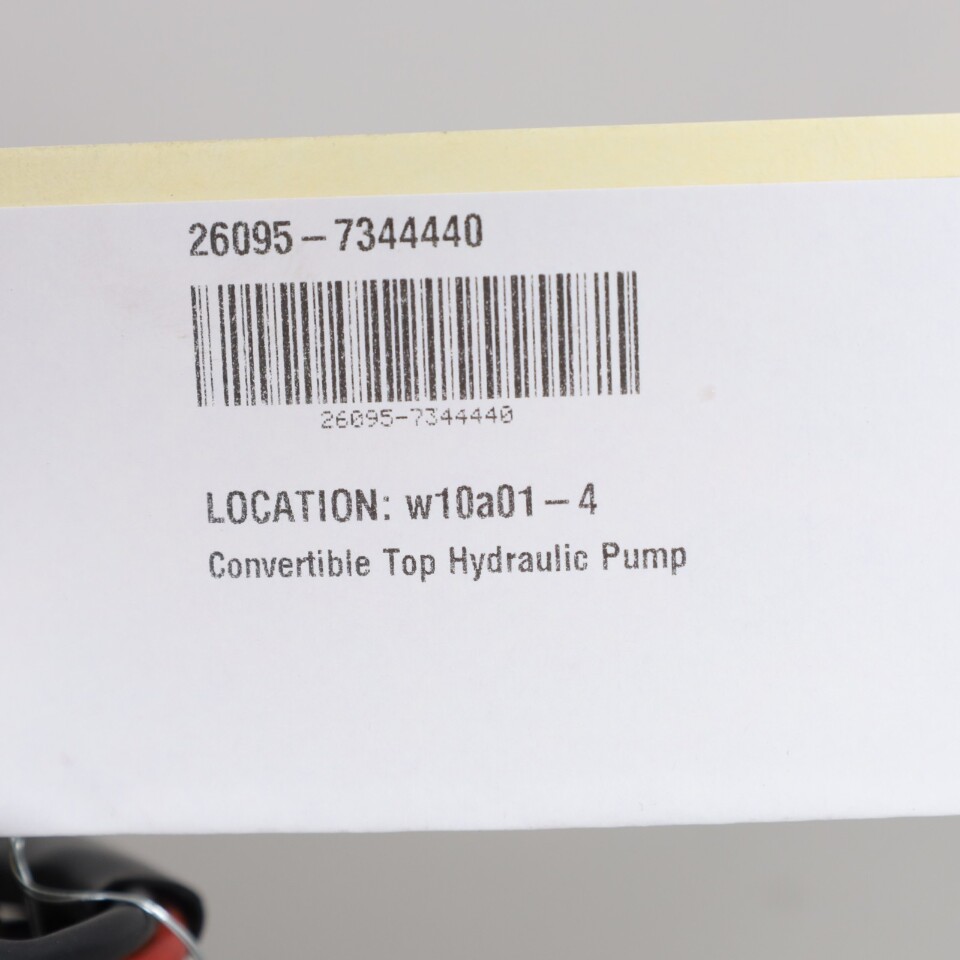 26095-7344440
26095-7344440
LOCATION: w10a01-4
Convertible Top Hydraulic Pump